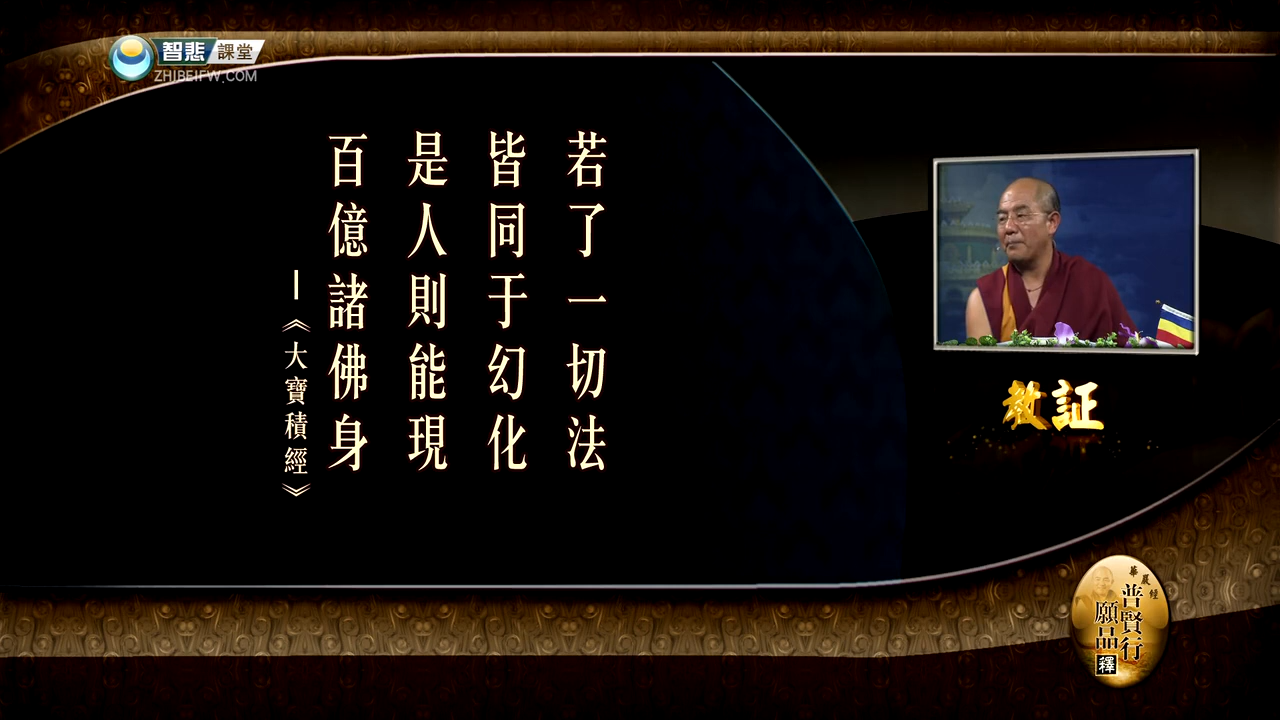 智悲課堂
ZHIBEIFW.COM
若了一切法
皆同于幻化
是人則能現
百億諸佛身
—《大寶積經》
教証
華嚴經
普賢行
願品釋